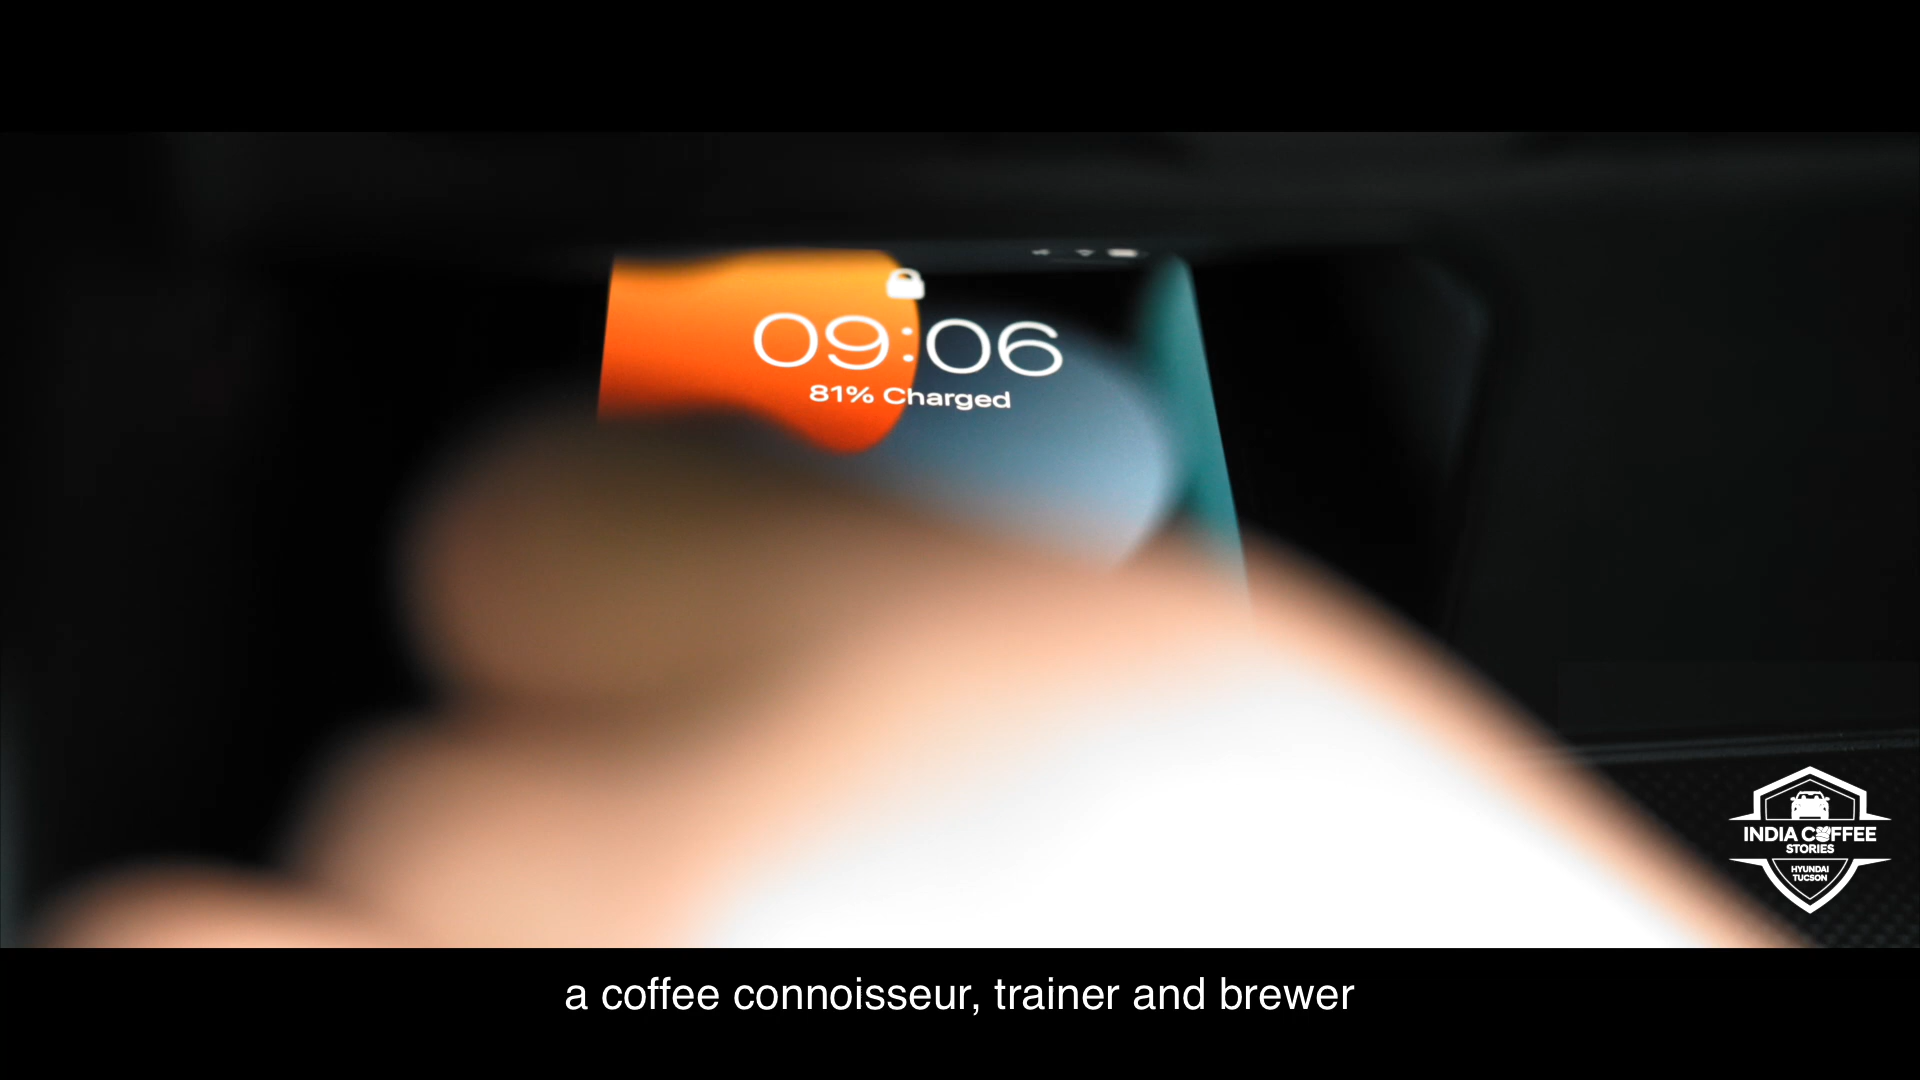 09:06
81% Charged
INDIA COFFEE
STORIES
HYUNDAI
TUCSON
a coffee connoisseur, trainer and brewer